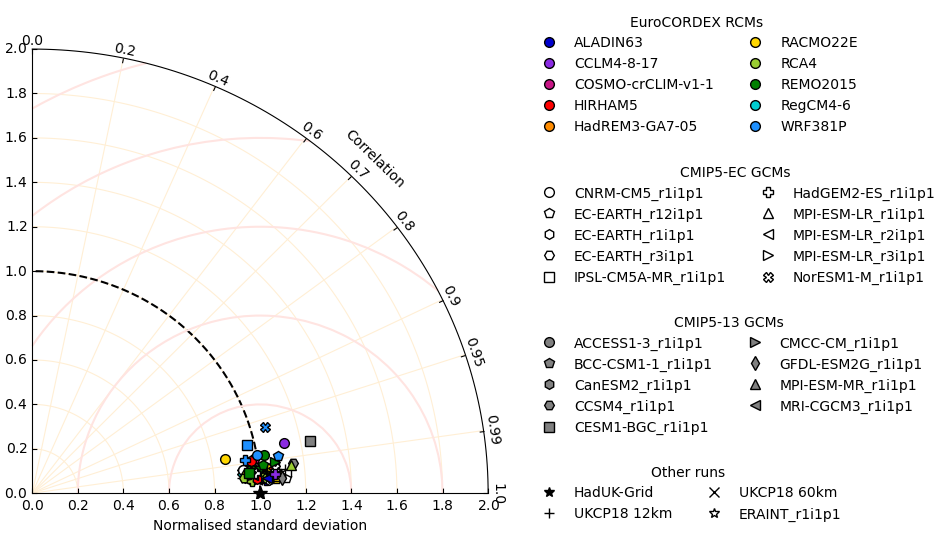 EuroCORDEX RCMs
ALADIN63
CCLM4-8-17
COSMO-crCLIM-v1-1
HIRHAM5
HadREM3-GA7-05
RACMO22E
RCA4
REMO2015
RegCM4-6
WRF381P
CMIP5-EC GCMs
CNRM-CM5_r1i1p1
EC-EARTH_r12i1p1
EC-EARTH_r1i1p1
EC-EARTH_r3i1p1
IPSL-CM5A-MR_r1i1p1
HadGEM2-ES_r1i1p1
MPI-ESM-LR_r1i1p1
MPI-ESM-LR_r2i1p1
MPI-ESM-LR_r3i1p1
NorESM1-M_r1i1p1
CMIP5-13 GCMs
ACCESS1-3_r1i1p1
BCC-CSM1-1_r1i1p1
CanESM2_r1i1p1
CCSM4_r1i1p1
CESM1-BGC_r1i1p1
CMCC-CM_r1i1p1
GFDL-ESM2G_r1i1p1
MPI-ESM-MR_r1i1p1
MRI-CGCM3_r1i1p1
Other runs
HadUK-Grid
UKCP18 12km
UKCP18 60km
ERAINT_r1i1p1
2.0
1.8
1.6
1.4
1.2
1.0
0.8
0.6
0.4
0.2
0.0
0.0
0.2
0.4
0.6
0.7
0.8
0.9
0.95
0.99
1.0
Correlation
0.0
0.2
0.4
0.6
0.8
1.0
1.2
1.4
1.6
1.8
2.0
Normalised standard deviation